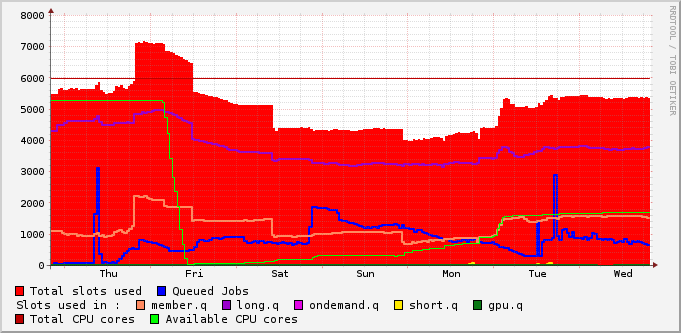 8000
7000
6000
5000
4000
3000
2000
1000
0
Thu Fri Sat Sun Mon Tue Wed
RRDTOOL / TOBI OETIKER
Total slots used Queued Jobs
Slots used in : member.q long.q ondemand.q short.q gpu.q
Total CPU cores Available CPU cores